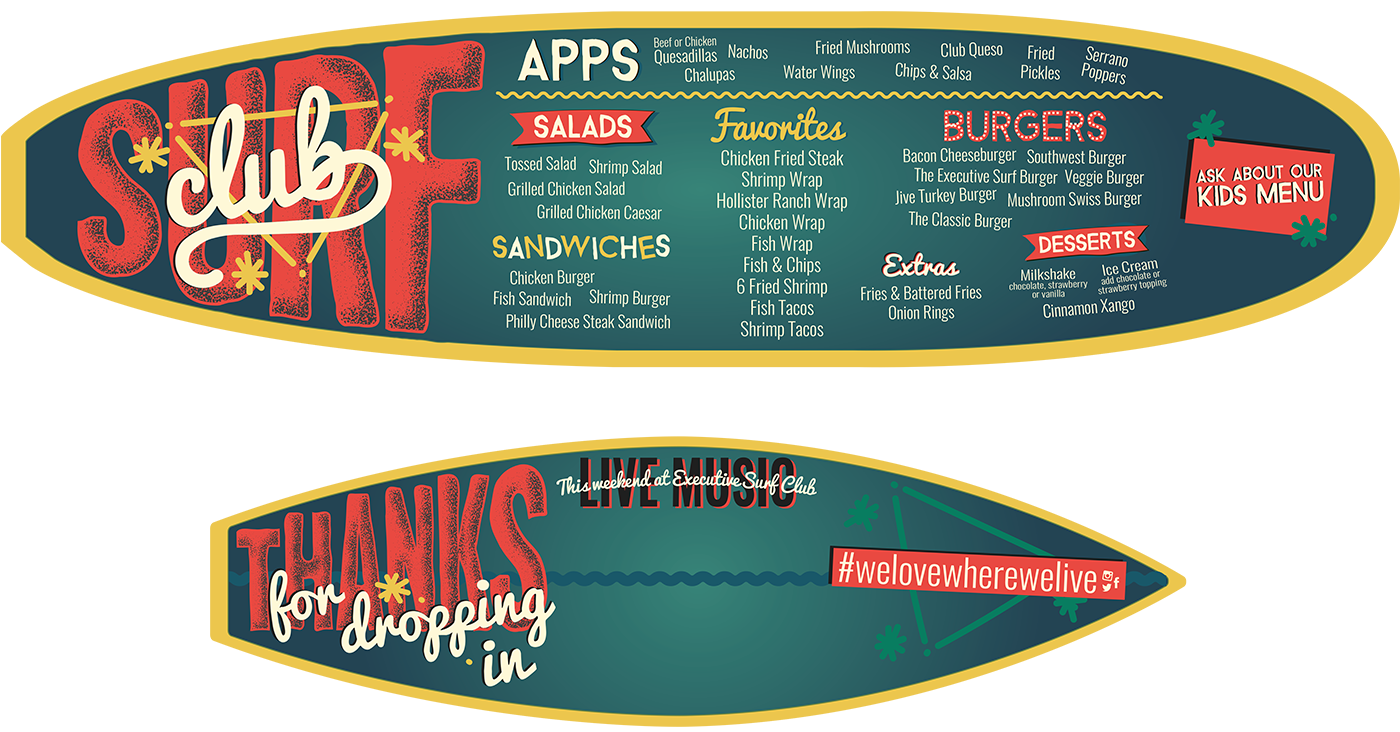 SURF
club
APPS
Beef or Chicken
Quesadillas
Nachos
Chalupas
Fried Mushrooms
Water Wings
Club Queso
Chips & Salsa
Fried
Pickles
Serrano
Poppers
SALADS
Tossed Salad
Shrimp Salad
Grilled Chicken Salad
Grilled Chicken Caesar
SANDWICHES
Chicken Burger
Fish Sandwich
Shrimp Burger
Philly Cheese Steak Sandwich
Favorites
Chicken Fried Steak
Shrimp Wrap
Hollister Ranch Wrap
Chicken Wrap
Fish Wrap
Fish & Chips
6 Fried Shrimp
Fish Tacos
Shrimp Tacos
BURGERS
Bacon Cheeseburger
Southwest Burger
The Executive Surf Burger
Veggie Burger
Jive Turkey Burger
Mushroom Swiss Burger
The Classic Burger
Extras
Fries & Battered Fries
Onion Rings
DESSERTS
Milkshake
chocolate, strawberry
or vanilla
Ice Cream
add chocolate or
strawberry topping
Cinnamon Xango
ASK ABOUT OUR
KIDS MENU
THANKS
for
dropping
in
LIVE MUSIC
This weekend at Executive Surf Club
#welovewherewelive